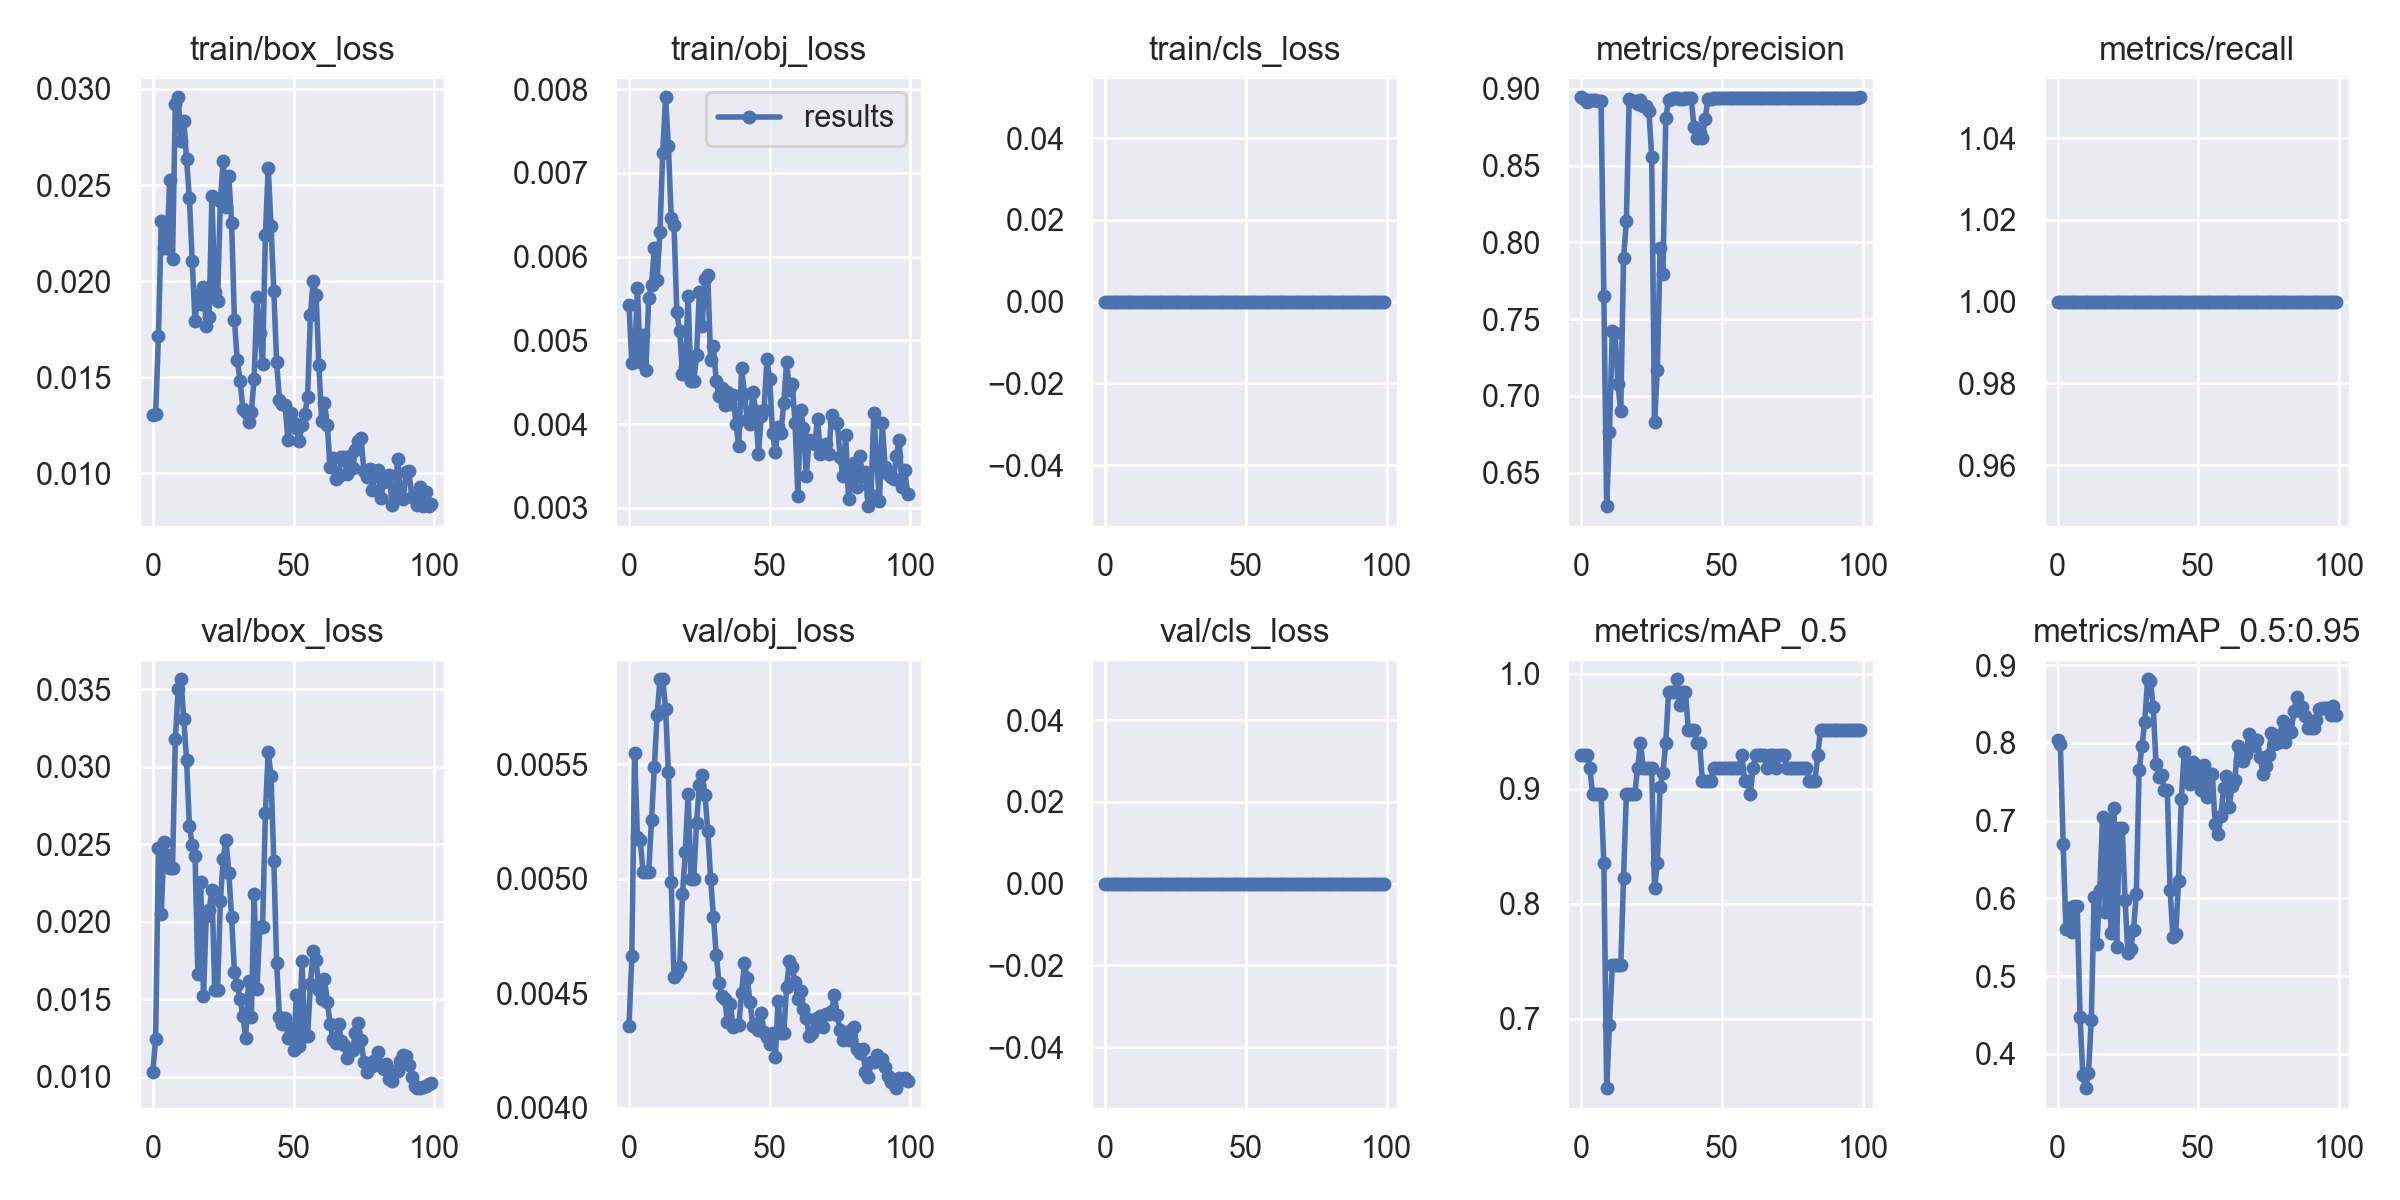 train/box_loss
train/obj_loss
train/cls_loss
metrics/precision
metrics/recall
0.030
0.025
0.020
0.015
0.010
0 50 100
results
0.008
0.007
0.006
0.005
0.004
0.003
0 50 100
0.04
0.02
0.00
−0.02
−0.04
0 50 100
0.90
0.85
0.80
0.75
0.70
0.65
0 50 100
1.04
1.02
1.00
0.98
0.96
0 50 100
val/box_loss
val/obj_loss
val/cls_loss
metrics/mAP_0.5
metrics/mAP_0.5:0.95
0.035
0.030
0.025
0.020
0.015
0.010
0 50 100
0.0055
0.0050
0.0045
0.0040
0 50 100
0.04
0.02
0.00
−0.02
−0.04
0 50 100
1.0
0.9
0.8
0.7
0 50 100
0.9
0.8
0.7
0.6
0.5
0.4
0 50 100